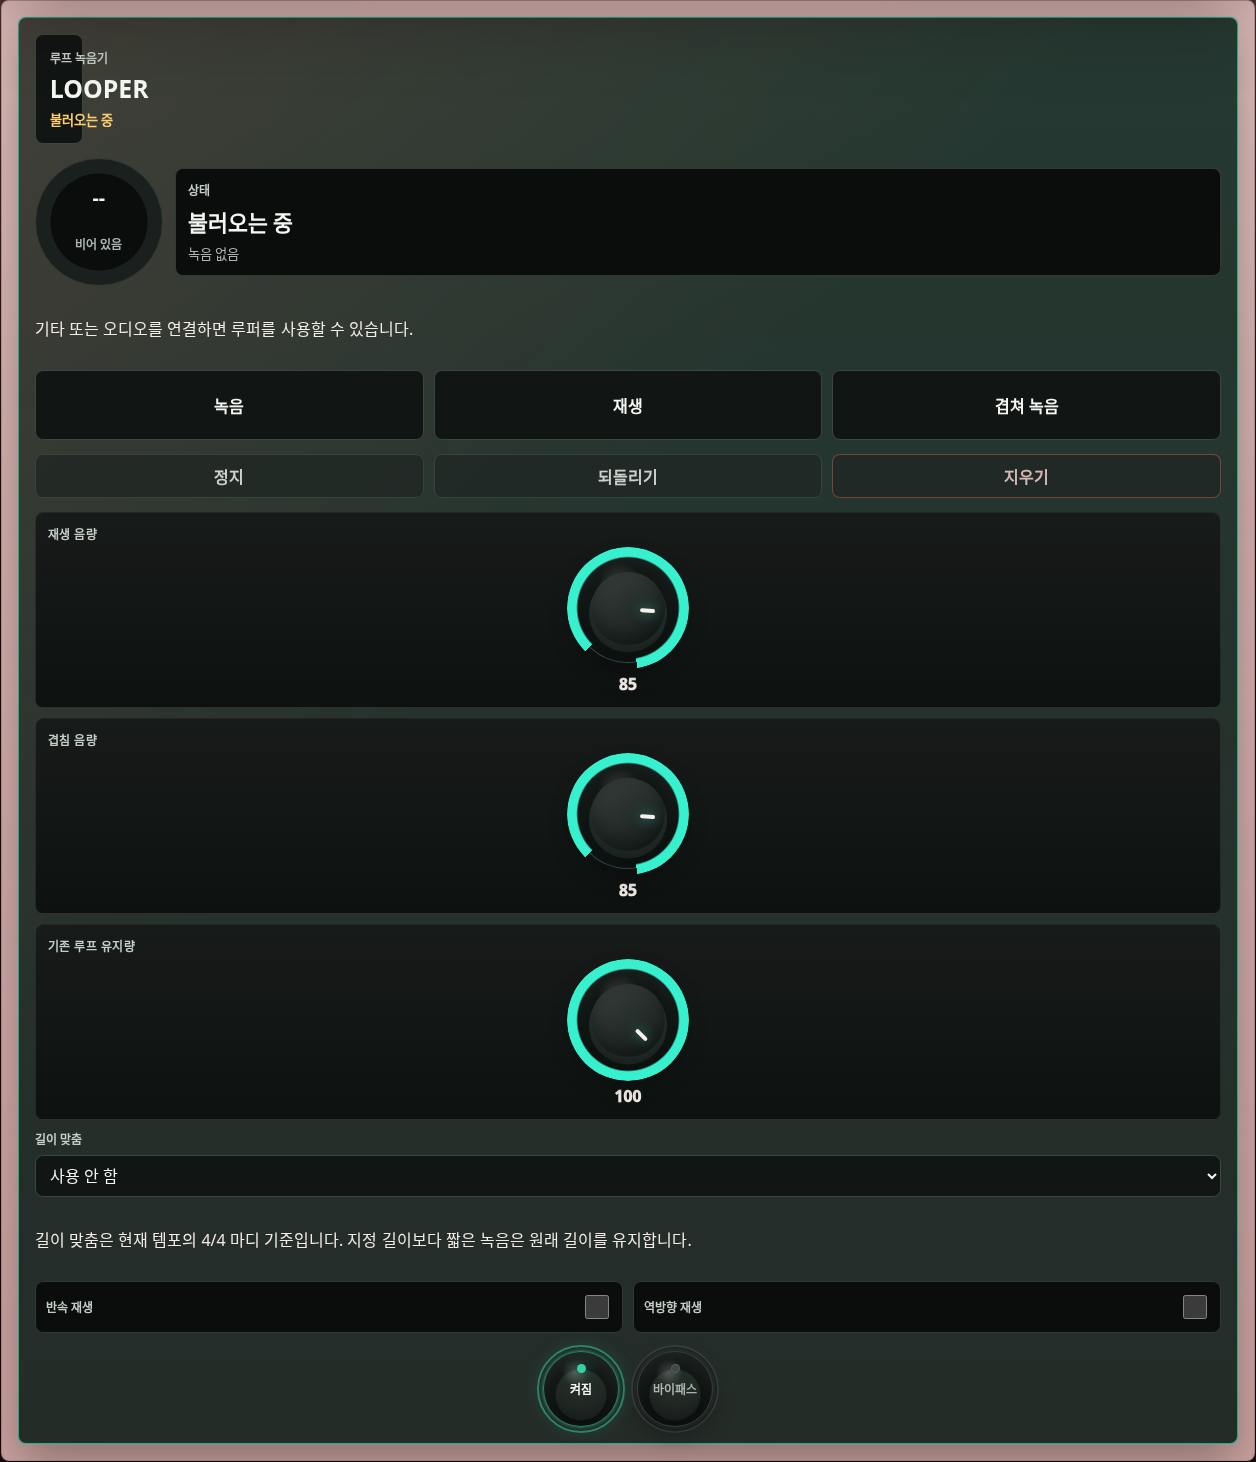 루프 녹음기
LOOPER
불러오는 중
--
비어 있음
상태
불러오는 중
녹음 없음
기타 또는 오디오를 연결하면 루퍼를 사용할 수 있습니다.
녹음
재생
겹쳐 녹음
정지
되돌리기
지우기
재생 음량
85
겹침 음량
85
기존 루프 유지량
100
길이 맞춤
사용 안 함
길이 맞춤은 현재 템포의 4/4 마디 기준입니다. 지정 길이보다 짧은 녹음은 원래 길이를 유지합니다.
반속 재생
역방향 재생
켜짐
바이패스